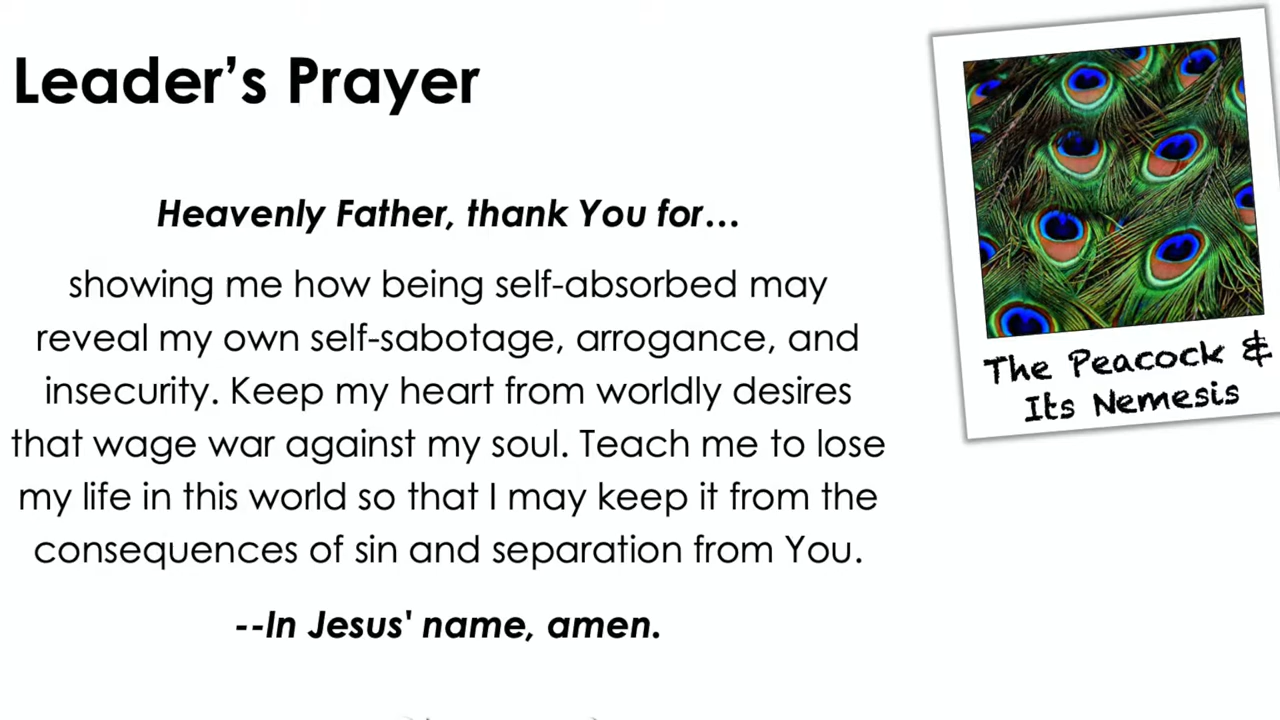 Leader’s Prayer
Heavenly Father, thank You for...
showing me how being self-absorbed may
reveal my own self-sabotage, arrogance, and
insecurity. Keep my heart from worldly desires
that wage war against my soul. Teach me to lose
my life in this world so that I may keep it from the
consequences of sin and separation from You.
--In Jesus' name, amen.
The Peacock &
Its Nemesis